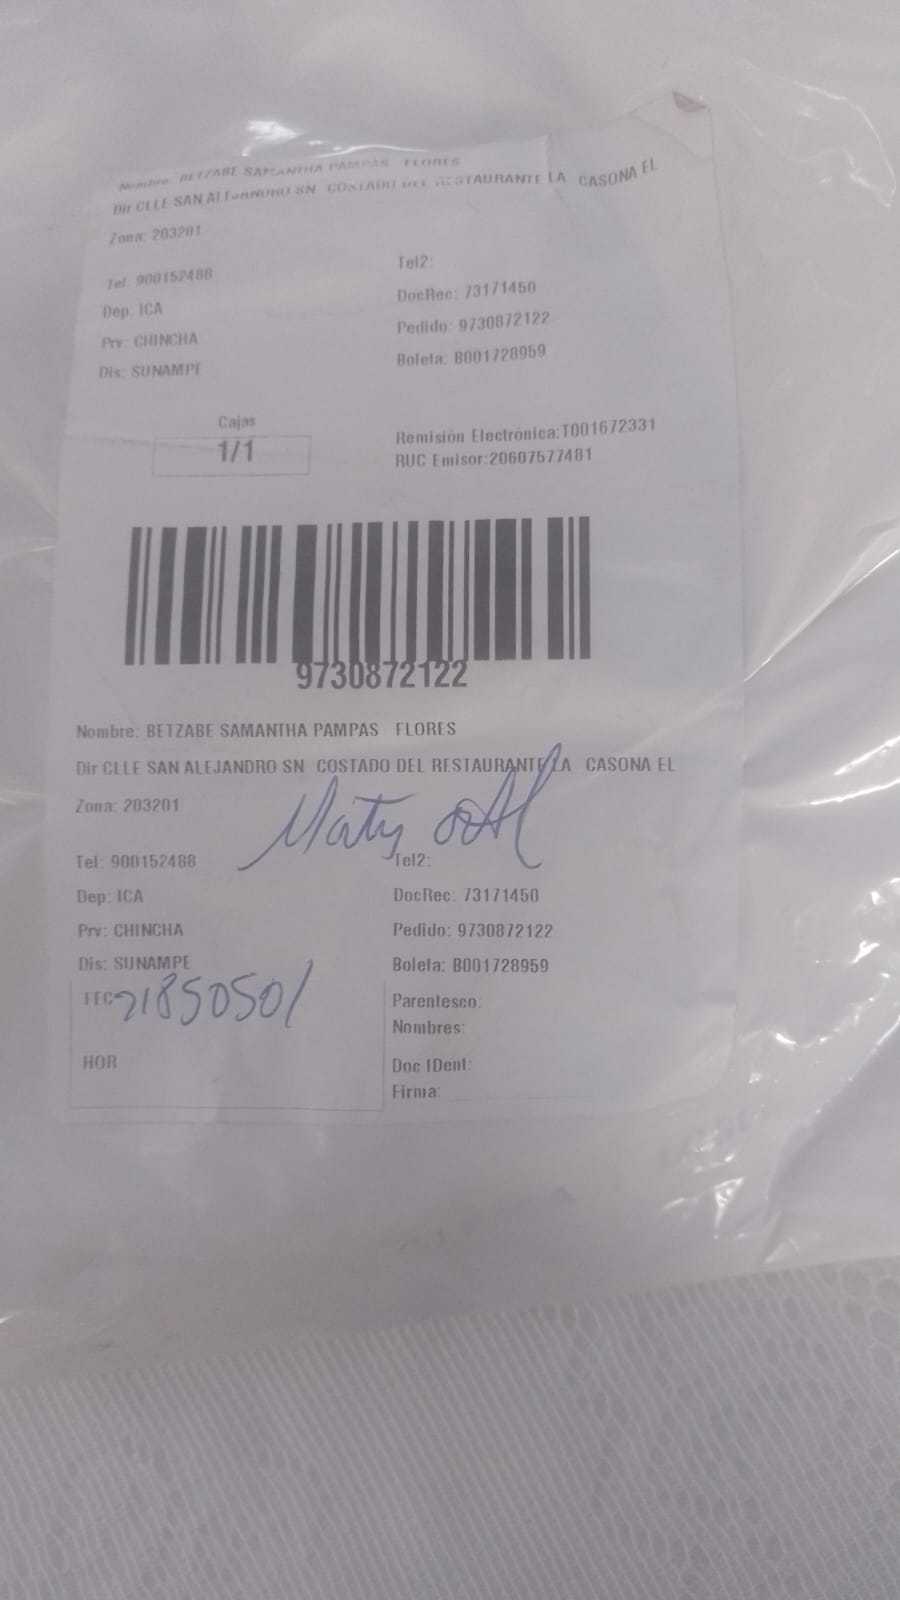 Nombre: BETZABE SAMANTHA PAMPAS FLORES
Dir CLLE SAN ALEJANDRO SN COSTADO DEL RESTAURANTE LA CASONA EL
Zona: 203201
Tel: 900152488 Tel2:
Dep: ICA DocRec: 73171450
Prv: CHINCHA Pedido: 9730872122
Dis: SUNAMPE Boleta: B001728959
Cajas
1/1
Remisión Electrónica:T001672331
RUC Emisor:20607577481
9730872122
Nombre: BETZABE SAMANTHA PAMPAS FLORES
Dir CLLE SAN ALEJANDRO SN COSTADO DEL RESTAURANTE LA CASONA EL
Zona: 203201
Maty
Tel: 900152488 Tel2:
Dep: ICA DocRec: 73171450
Prv: CHINCHA Pedido: 9730872122
Dis: SUNAMPE Boleta: B001728959
FEC 21850501 Parentesco:
Nombres:
HOR Doc IDent:
Firma: